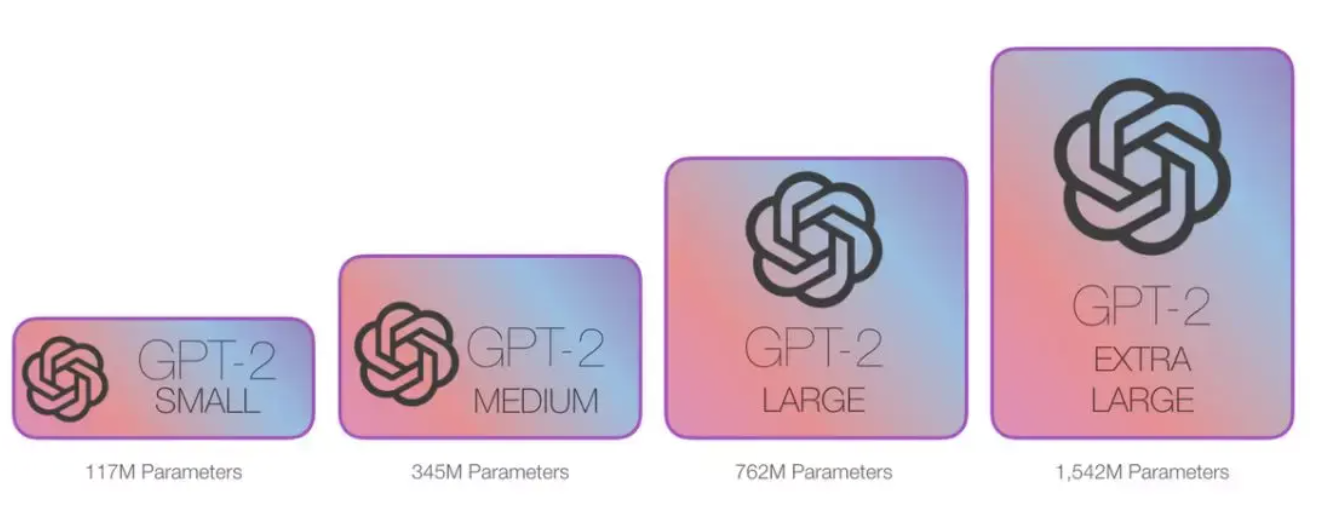 GPT-2
SMALL
117M Parameters
GPT-2
MEDIUM
345M Parameters
GPT-2
LARGE
762M Parameters
GPT-2
EXTRA
LARGE
1,542M Parameters